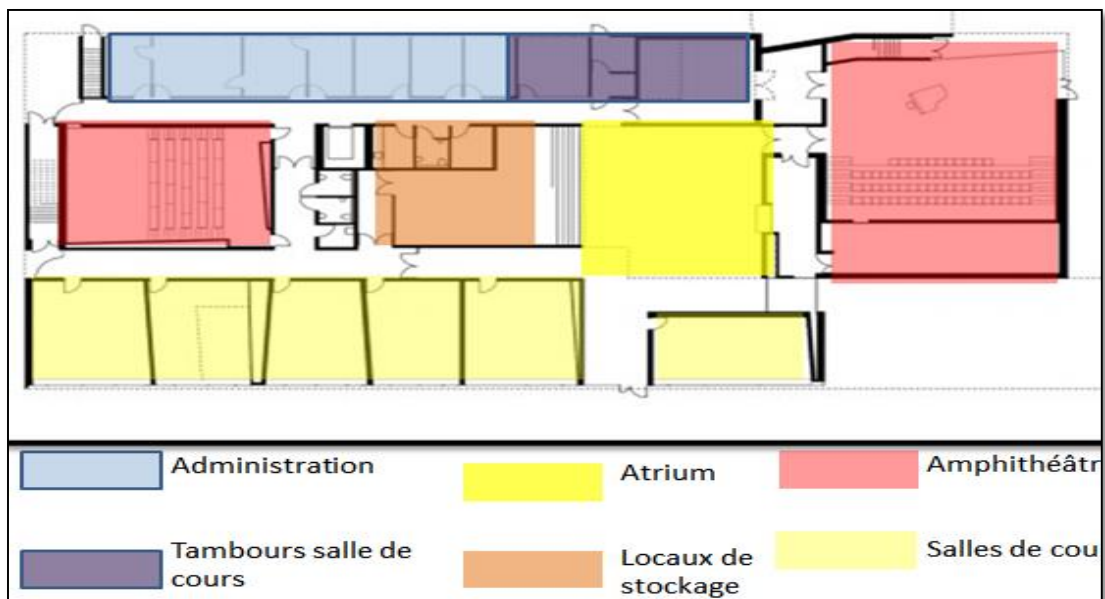 Administration
Atrium
Amphithéâtr
Tambours salle de
cours
Locaux de
stockage
Salles de cou